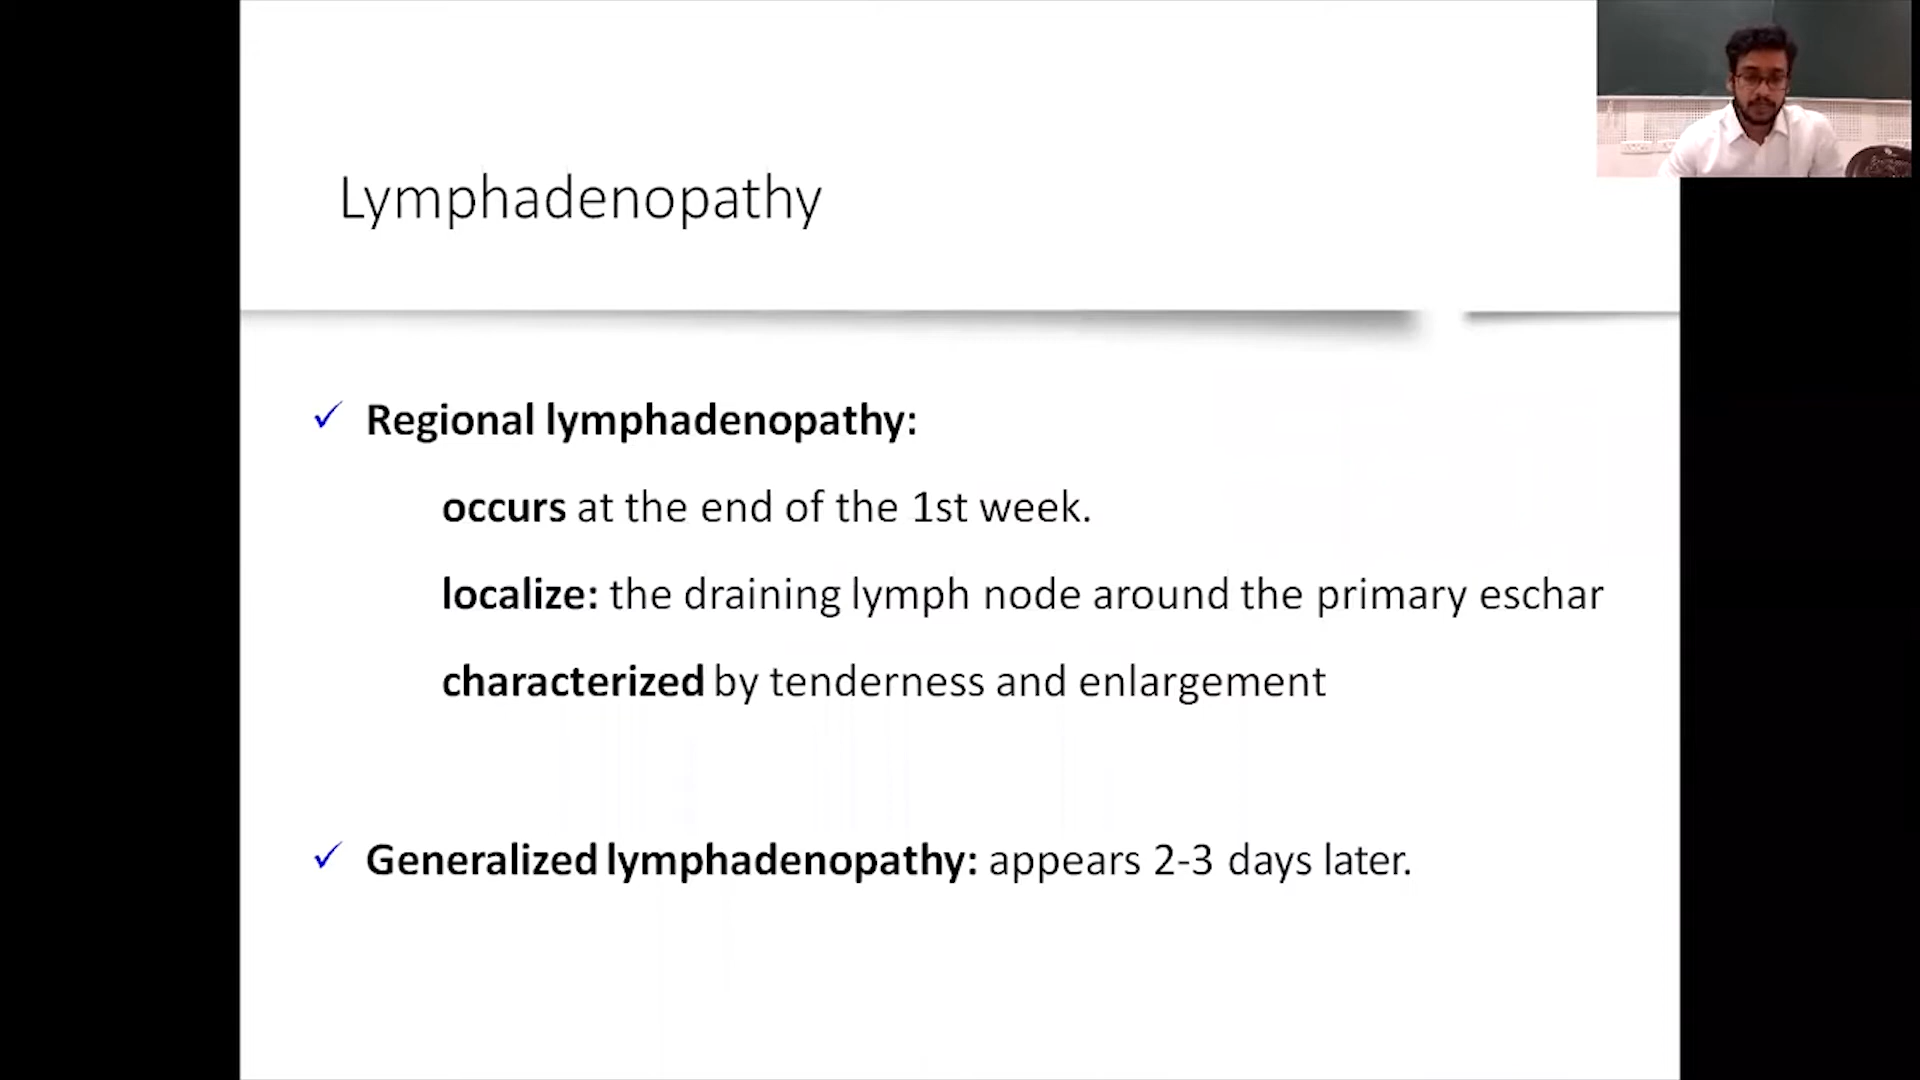 Lymphadenopathy
✓ Regional lymphadenopathy:
occurs at the end of the 1st week.
localize: the draining lymph node around the primary eschar
characterized by tenderness and enlargement
✓ Generalized lymphadenopathy: appears 2-3 days later.